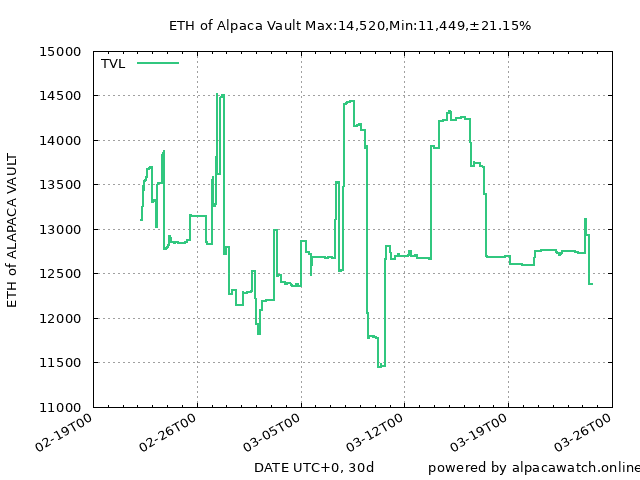 ETH of Alpaca Vault Max:14,520,Min:11,449,±21.15%
TVL
15000
14500
14000
13500
13000
12500
12000
11500
11000
ETH of ALAPACA VAULT
02-19T00
02-26T00
03-05T00
03-12T00
03-19T00
03-26T00
DATE UTC+0, 30d
powered by alpacawatch.online